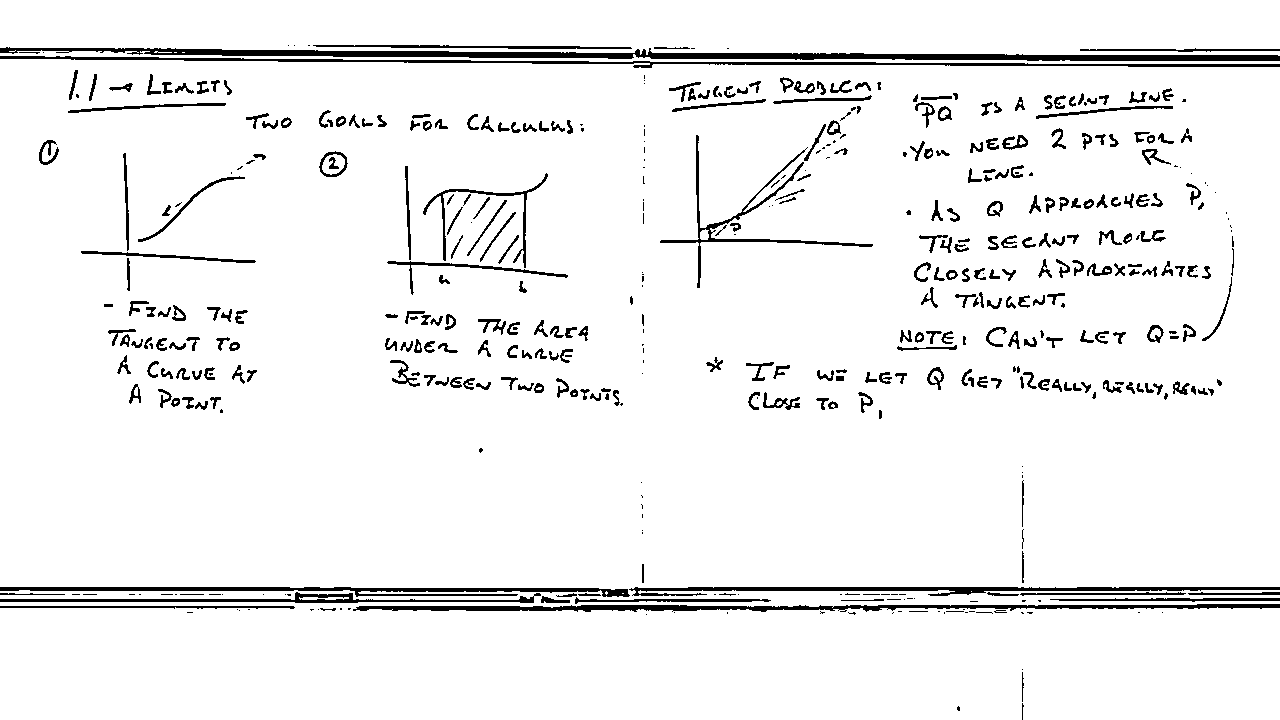 1.1 → LIMITS
TWO GOALS FOR CALCULUS:
①
②
a b
- FIND THE
TANGENT TO
A CURVE AT
A POINT.
- FIND THE AREA
UNDER A CURVE
BETWEEN TWO POINTS.
TANGENT PROBLEM:
Q
P
"PQ" IS A SECANT LINE.
• YOU NEED 2 PTS FOR A
LINE.
• AS Q APPROACHES P,
THE SECANT MORE
CLOSELY APPROXIMATES
A TANGENT.
NOTE: CAN'T LET Q=P
* IF WE LET Q GET "REALLY, REALLY, REALLY"
CLOSE TO P,